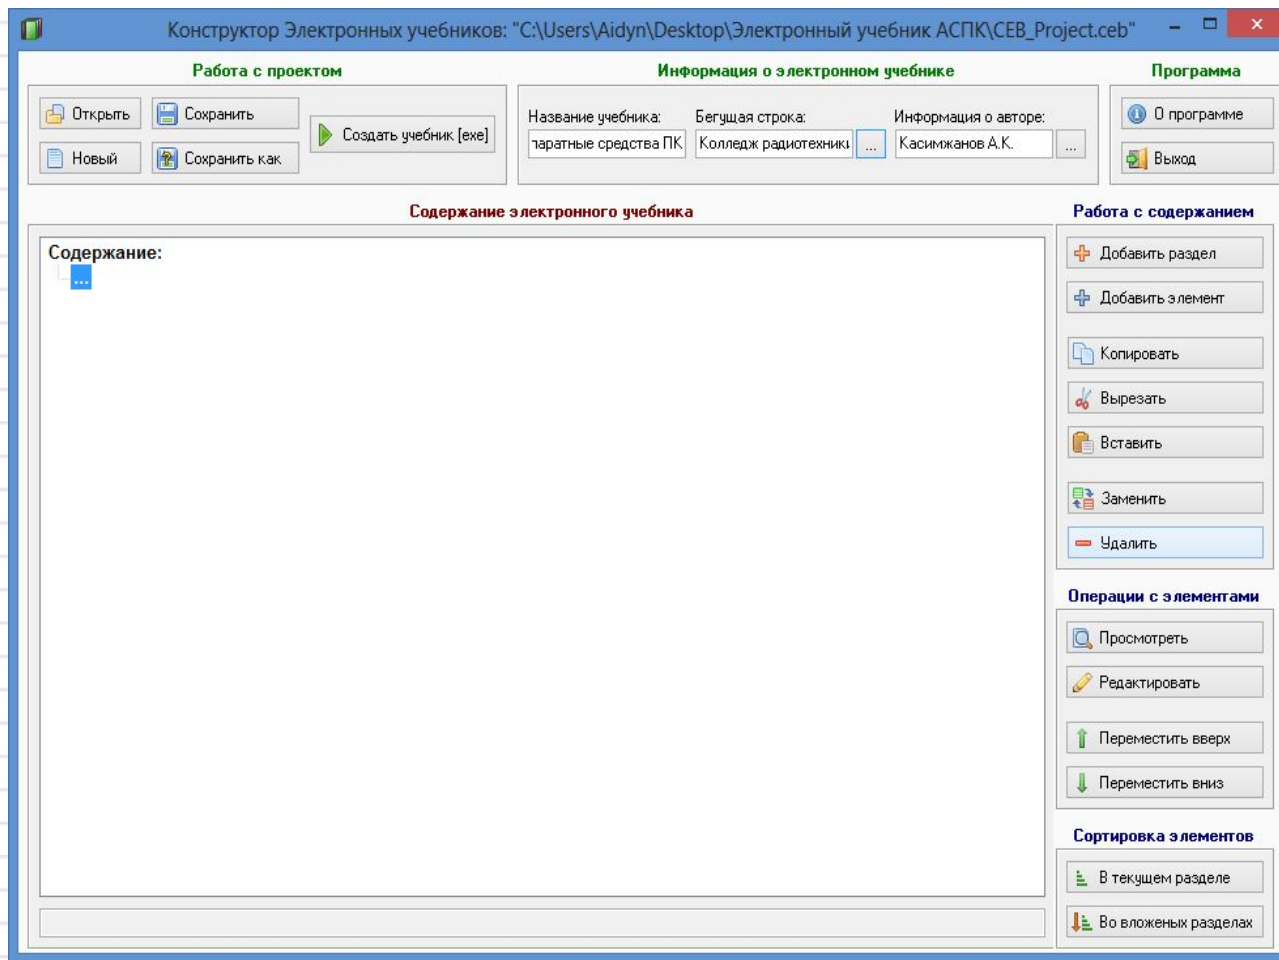 Конструктор Электронных учебников: "C:\Users\Aidyn\Desktop\Электронный учебник АСПК\CEB_Project.ceb"
Работа с проектом
Информация о электронном учебнике
Программа
Открыть
Сохранить
Создать учебник [exe]
Новый
Сохранить как
Название учебника:
Бегущая строка:
Информация о авторе:
паратные средства ПК
Колледж радиотехники
...
Касимжанов А.К.
...
О программе
Выход
Содержание электронного учебника
Работа с содержанием
Содержание:
...
Добавить раздел
Добавить элемент
Копировать
Вырезать
Вставить
Заменить
Удалить
Операции с элементами
Просмотреть
Редактировать
Переместить вверх
Переместить вниз
Сортировка элементов
В текущем разделе
Во вложеных разделах